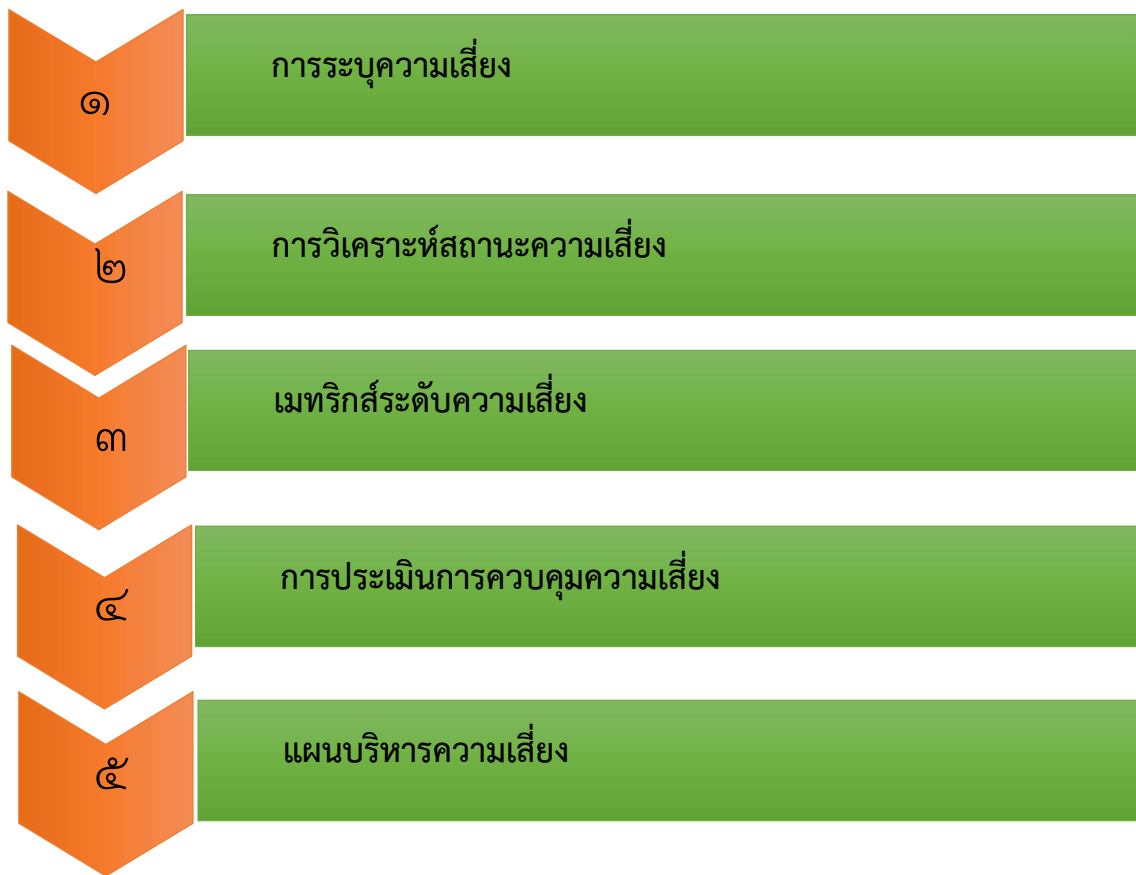 ๑
การระบุความเสี่ยง
๒
การวิเคราะห์สถานะความเสี่ยง
๓
เมทริกส์ระดับความเสี่ยง
๔
การประเมินการควบคุมความเสี่ยง
๕
แผนบริหารความเสี่ยง